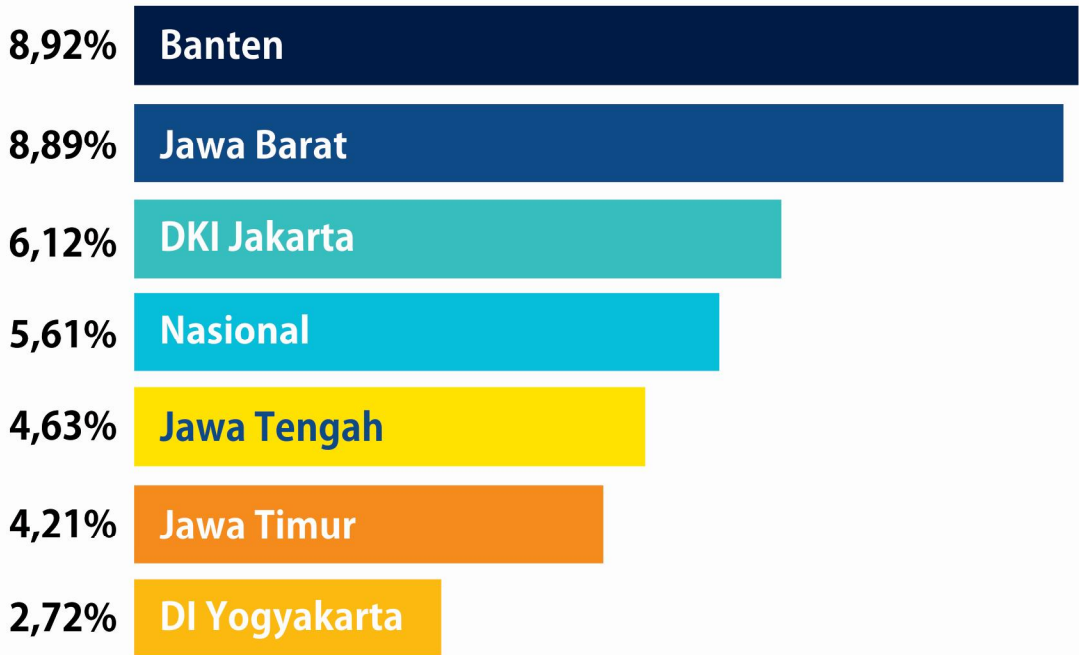 8,92% Banten
8,89% Jawa Barat
6,12% DKI Jakarta
5,61% Nasional
4,63% Jawa Tengah
4,21% Jawa Timur
2,72% DI Yogyakarta